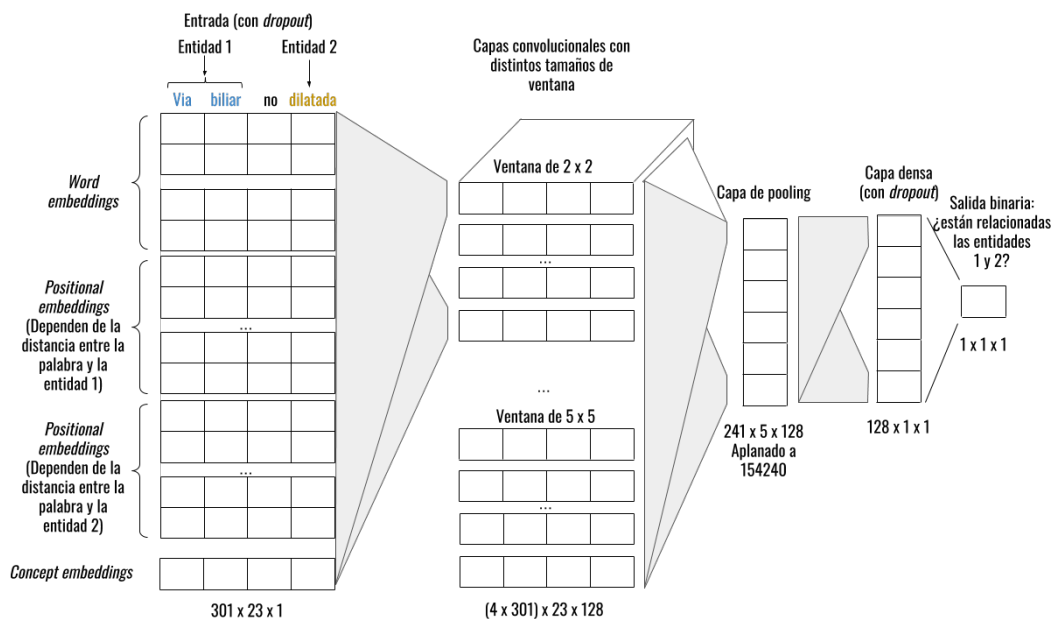 Entrada (con dropout)
Entidad 1
Entidad 2
Via biliar no dilatada
Word
embeddings
Positional
embeddings
(Dependen de la
distancia entre la
palabra y la
entidad 1)
...
Positional
embeddings
(Dependen de la
distancia entre la
palabra y la
entidad 2)
...
Concept embeddings
301 x 23 x 1
Capas convolucionales con
distintos tamaños de
ventana
Ventana de 2 x 2
...
...
Ventana de 5 x 5
...
(4 x 301) x 23 x 128
Capa de pooling
241 x 5 x 128
Aplanado a
154240
Capa densa
(con dropout)
128 x 1 x 1
Salida binaria:
¿están relacionadas
las entidades
1 y 2?
1 x 1 x 1